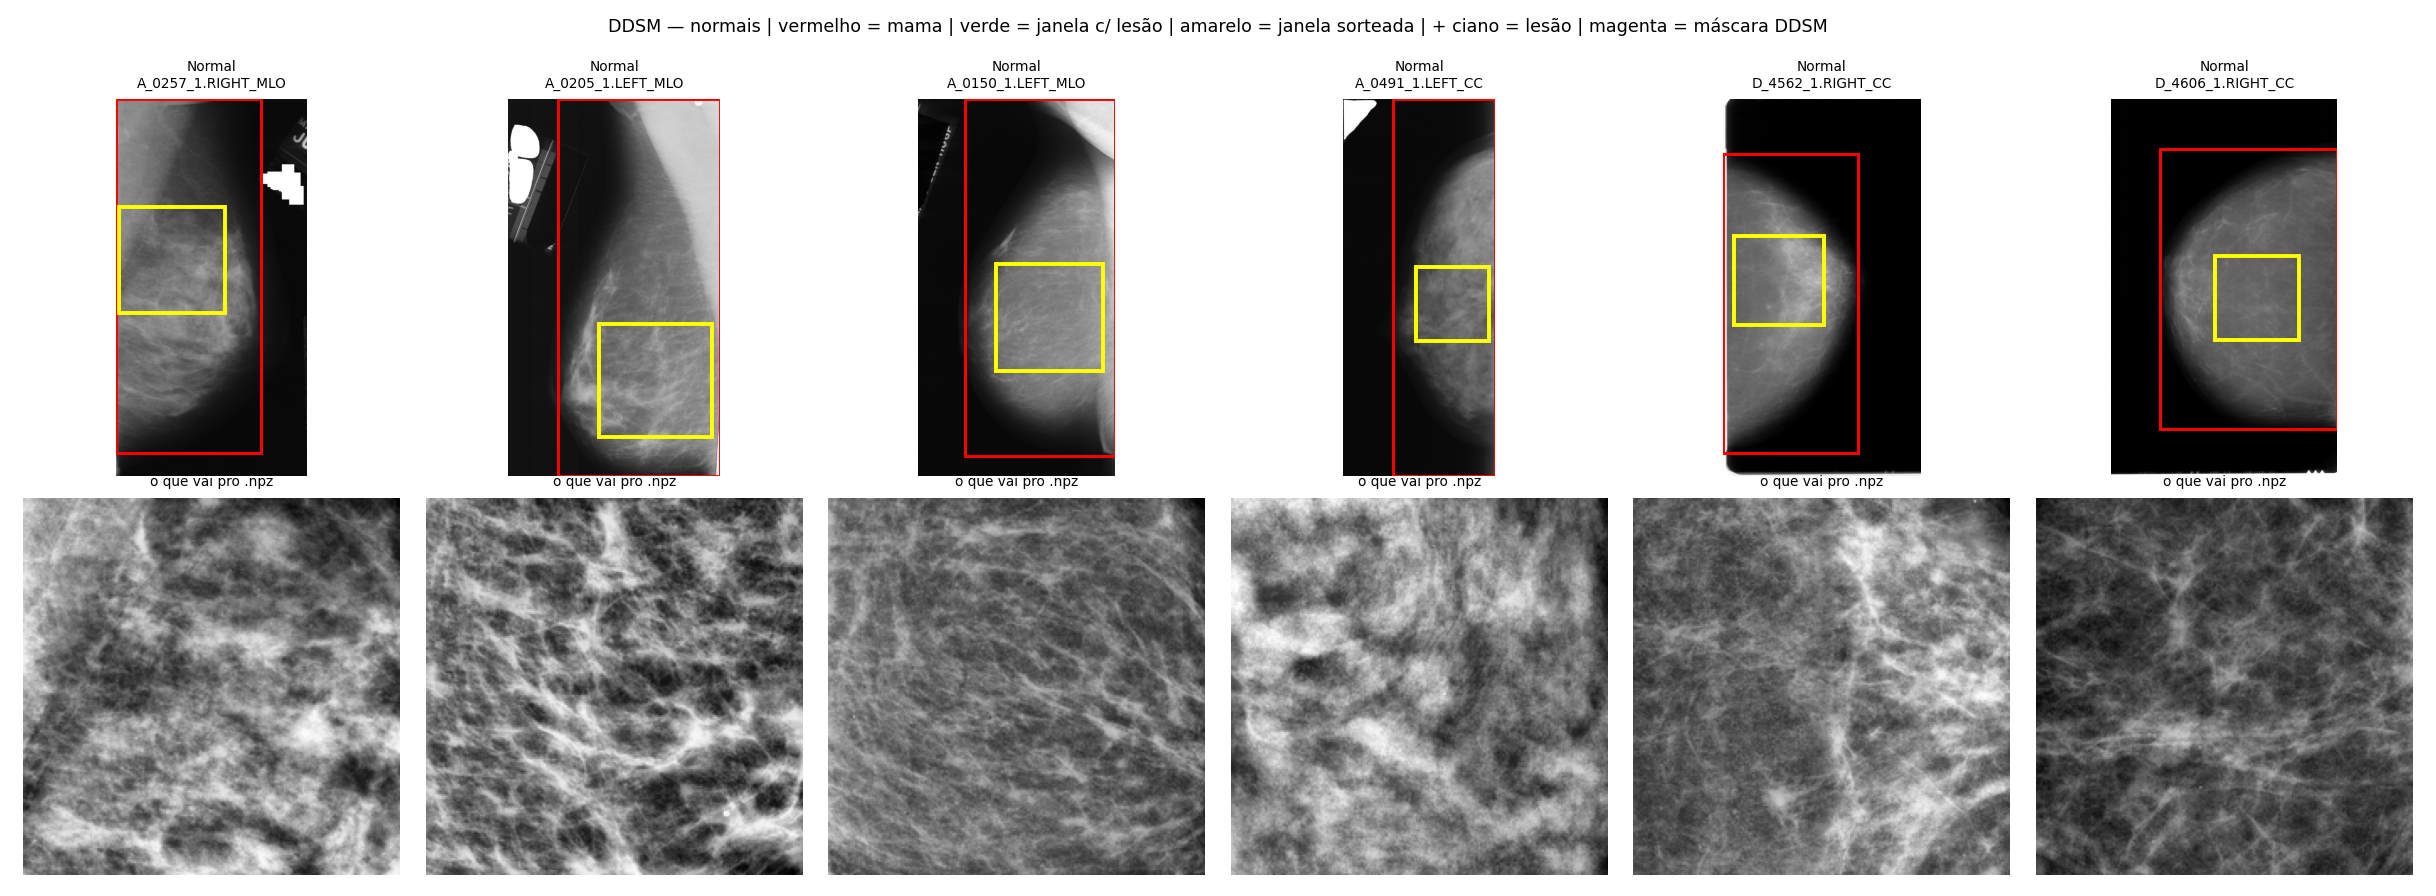 DDSM — normais | vermelho = mama | verde = janela c/ lesão | amarelo = janela sorteada | + ciano = lesão | magenta = máscara DDSM
Normal
A_0257_1.RIGHT_MLO
Normal
A_0205_1.LEFT_MLO
Normal
A_0150_1.LEFT_MLO
Normal
A_0491_1.LEFT_CC
Normal
D_4562_1.RIGHT_CC
Normal
D_4606_1.RIGHT_CC
o que vai pro .npz
o que vai pro .npz
o que vai pro .npz
o que vai pro .npz
o que vai pro .npz
o que vai pro .npz